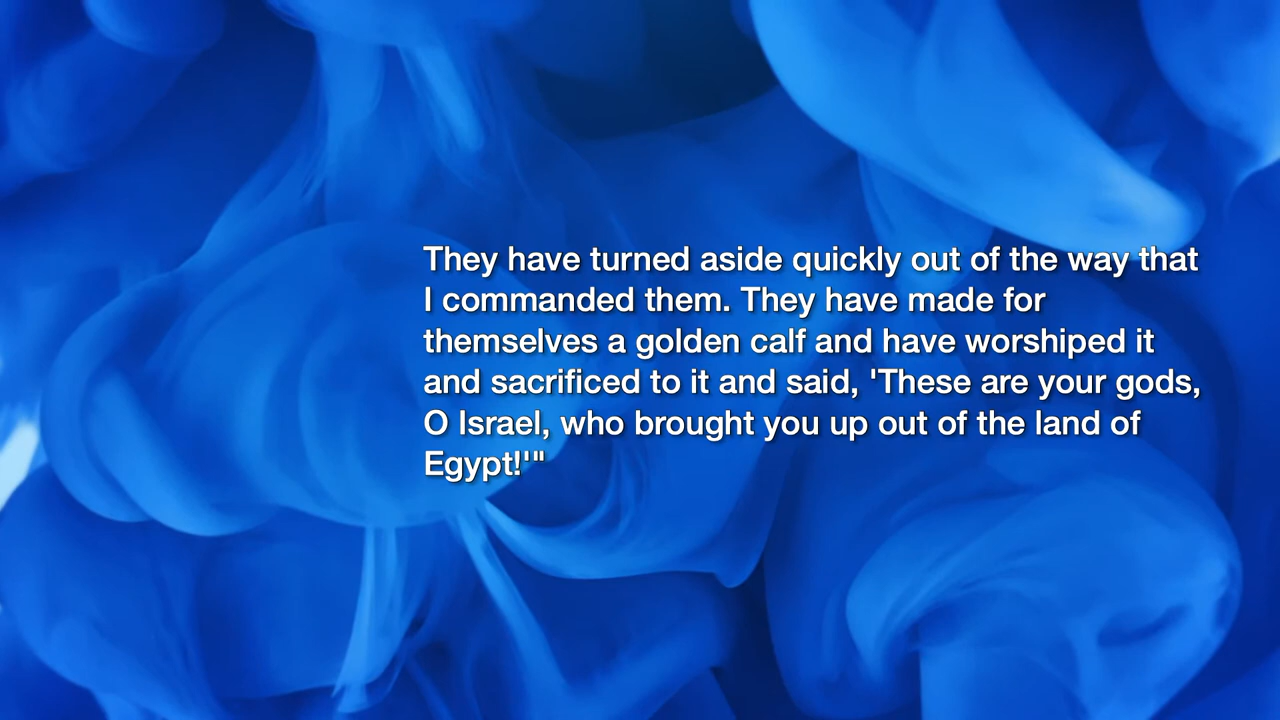 They have turned aside quickly out of the way that
I commanded them. They have made for
themselves a golden calf and have worshiped it
and sacrificed to it and said, 'These are your gods,
O Israel, who brought you up out of the land of
Egypt!'"